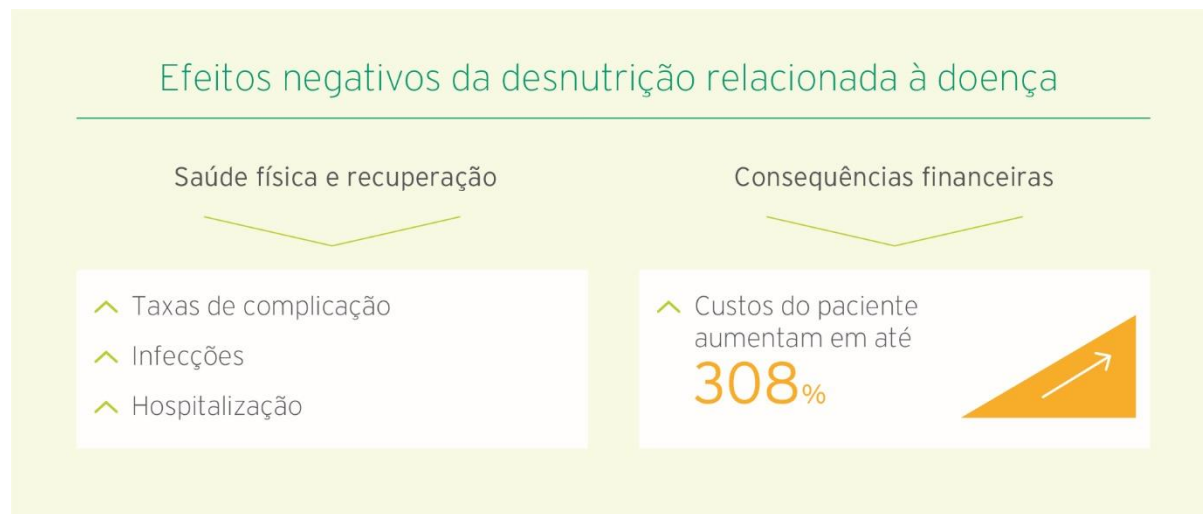 Efeitos negativos da desnutrição relacionada à doença
Saúde física e recuperação
Taxas de complicação
Infecções
Hospitalização
Consequências financeiras
Custos do paciente
aumentam em até
308%